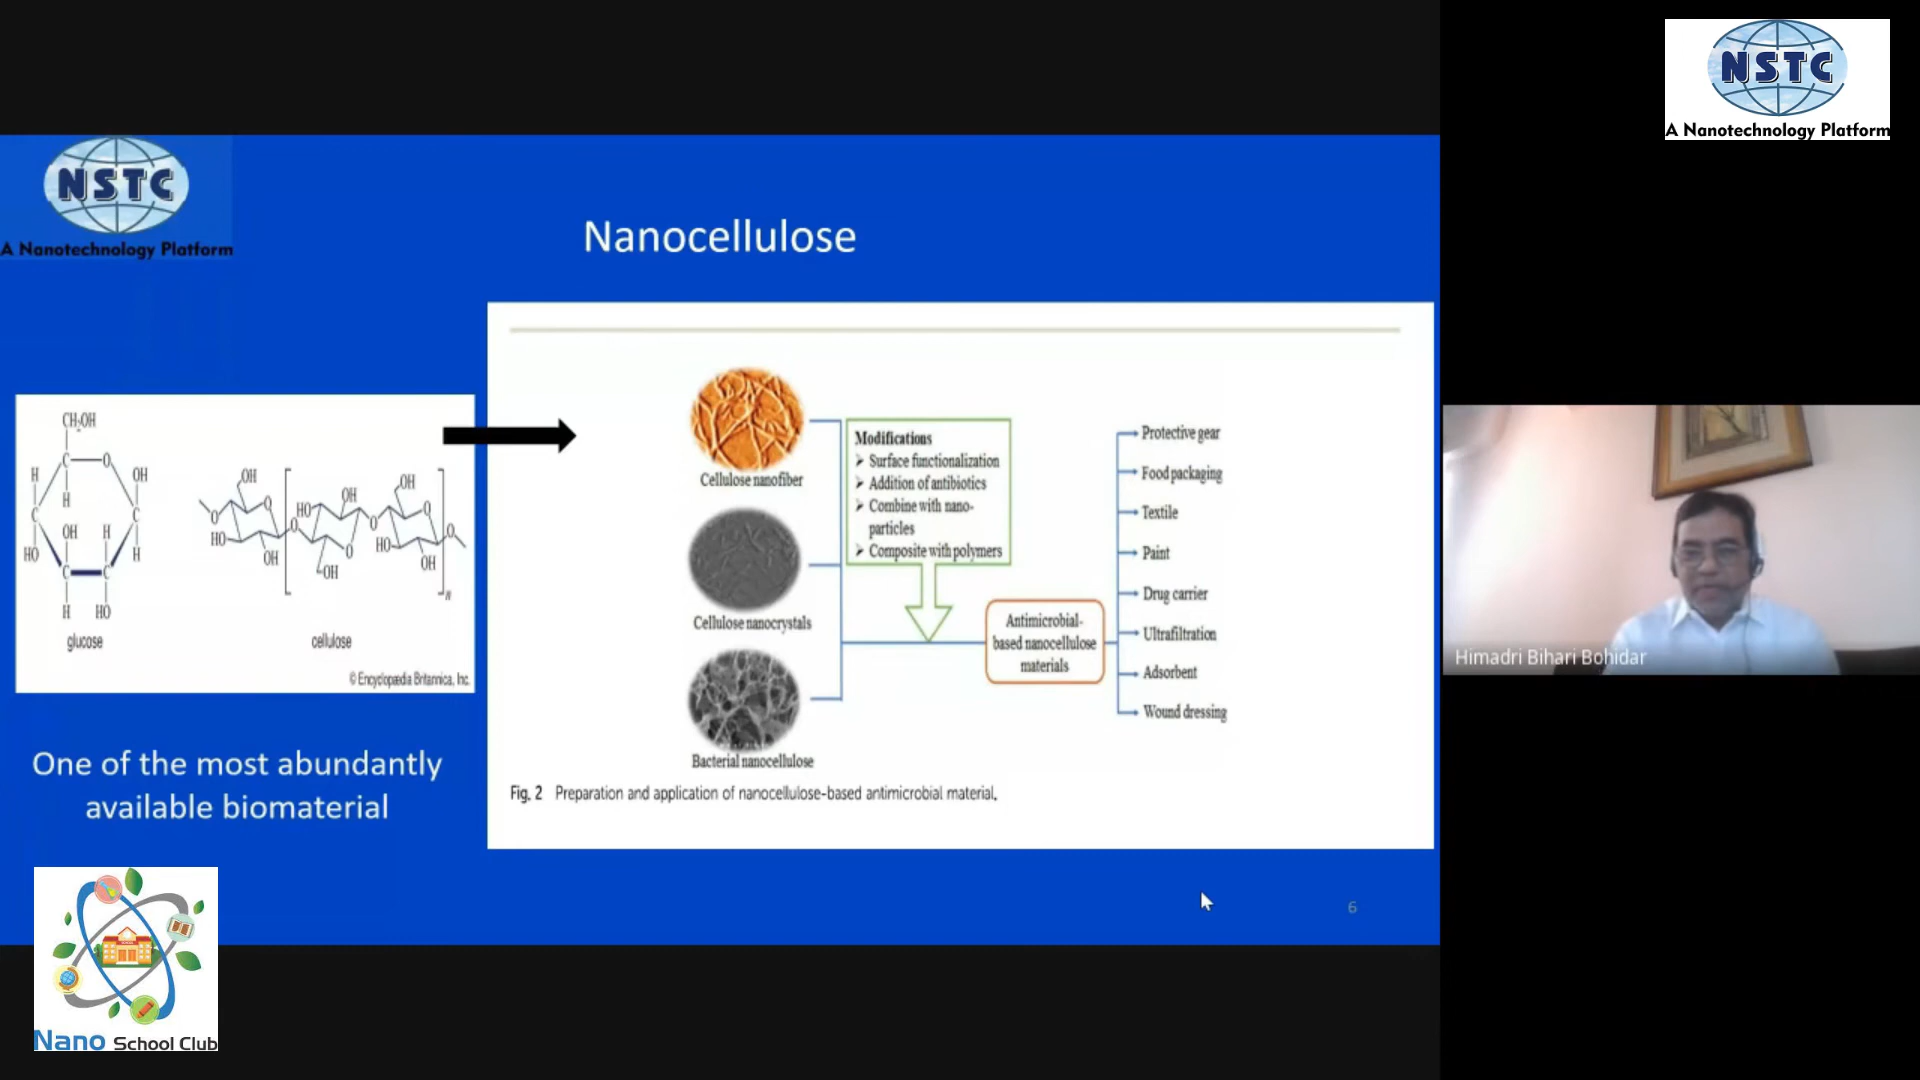 NSTC
A Nanotechnology Platform
NSTC
A Nanotechnology Platform
Nanocellulose
CH2OH
C
O
H
OH
H
C
OH
H
C
HO
C
C
H
H
HO
glucose
OH
O
O
HO
OH
HO
OH
O
O
OH
OH
O
HO
OH
O
n
cellulose
© Encyclopædia Britannica, Inc.
One of the most abundantly
available biomaterial
Cellulose nanofiber
Cellulose nanocrystals
Bacterial nanocellulose
Modifications
➢ Surface functionalization
➢ Addition of antibiotics
➢ Combine with nano-
particles
➢ Composite with polymers
Antimicrobial-
based nanocellulose
materials
Protective gear
Food packaging
Textile
Paint
Drug carrier
Ultrafiltration
Adsorbent
Wound dressing
Fig. 2 Preparation and application of nanocellulose-based antimicrobial material.
6
Himadri Bihari Bohidar
Nano School Club